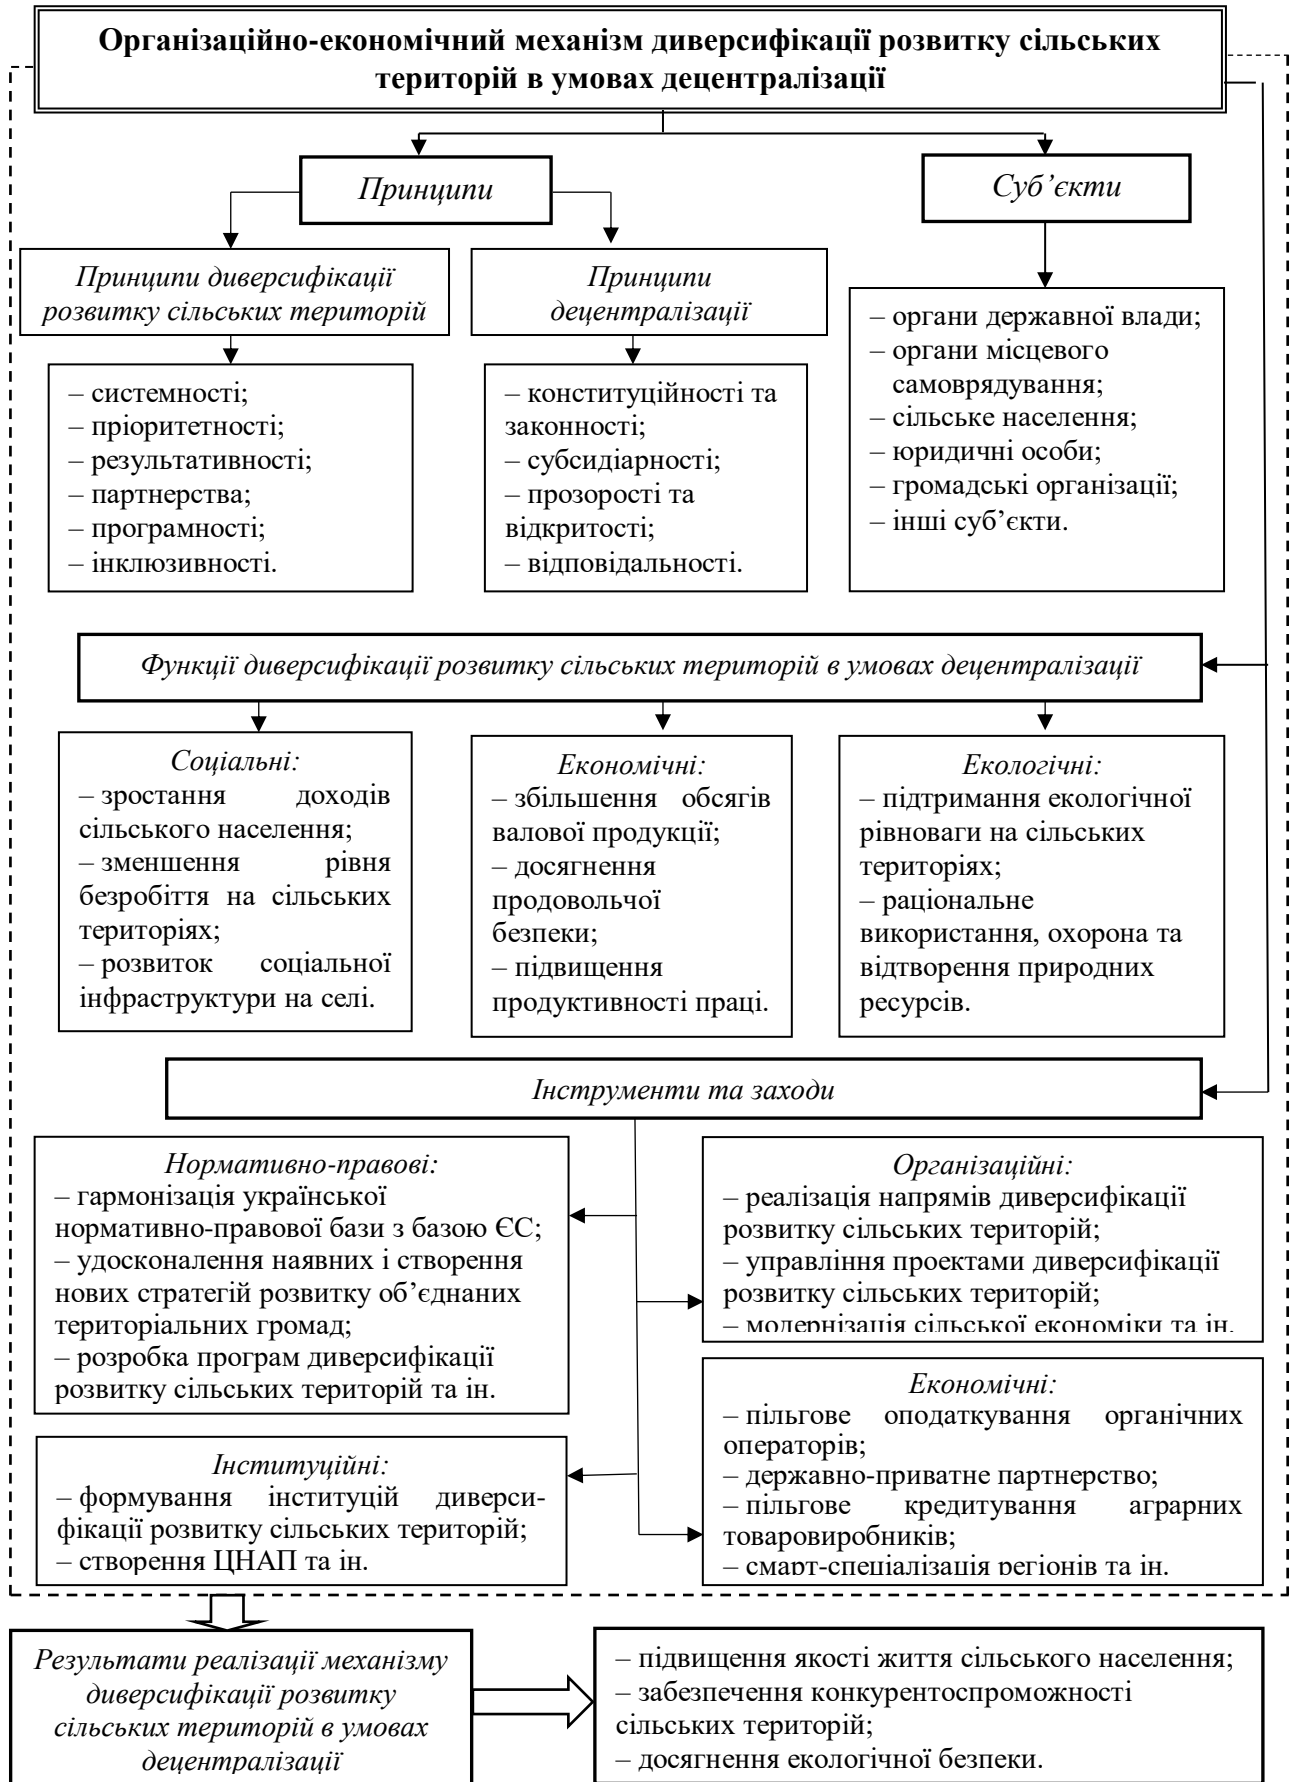 Організаційно-економічний механізм диверсифікації розвитку сільських
територій в умовах децентралізації
Принципи
Суб’єкти
Принципи диверсифікації
розвитку сільських територій
Принципи
децентралізації
– системності;
– пріоритетності;
– результативності;
– партнерства;
– програмності;
– інклюзивності.
– конституційності та
законності;
– субсидіарності;
– прозорості та
відкритості;
– відповідальності.
– органи державної влади;
– органи місцевого
самоврядування;
– сільське населення;
– юридичні особи;
– громадські організації;
– інші суб’єкти.
Функції диверсифікації розвитку сільських територій в умовах децентралізації
Соціальні:
– зростання доходів
сільського населення;
– зменшення рівня
безробіття на сільських
територіях;
– розвиток соціальної
інфраструктури на селі.
Економічні:
– збільшення обсягів
валової продукції;
– досягнення
продовольчої
безпеки;
– підвищення
продуктивності праці.
Екологічні:
– підтримання екологічної
рівноваги на сільських
територіях;
– раціональне
використання, охорона та
відтворення природних
ресурсів.
Інструменти та заходи
Нормативно-правові:
– гармонізація української
нормативно-правової бази з базою ЄС;
– удосконалення наявних і створення
нових стратегій розвитку об’єднаних
територіальних громад;
– розробка програм диверсифікації
розвитку сільських територій та ін.
Організаційні:
– реалізація напрямів диверсифікації
розвитку сільських територій;
– управління проектами диверсифікації
розвитку сільських територій;
– модернізація сільської економіки та ін.
Інституційні:
– формування інституцій диверси-
фікації розвитку сільських територій;
– створення ЦНАП та ін.
Економічні:
– пільгове оподаткування органічних
операторів;
– державно-приватне партнерство;
– пільгове кредитування аграрних
товаровиробників;
– смарт-спеціалізація регіонів та ін.
Результати реалізації механізму
диверсифікації розвитку
сільських територій в умовах
децентралізації
– підвищення якості життя сільського населення;
– забезпечення конкурентоспроможності
сільських територій;
– досягнення екологічної безпеки.